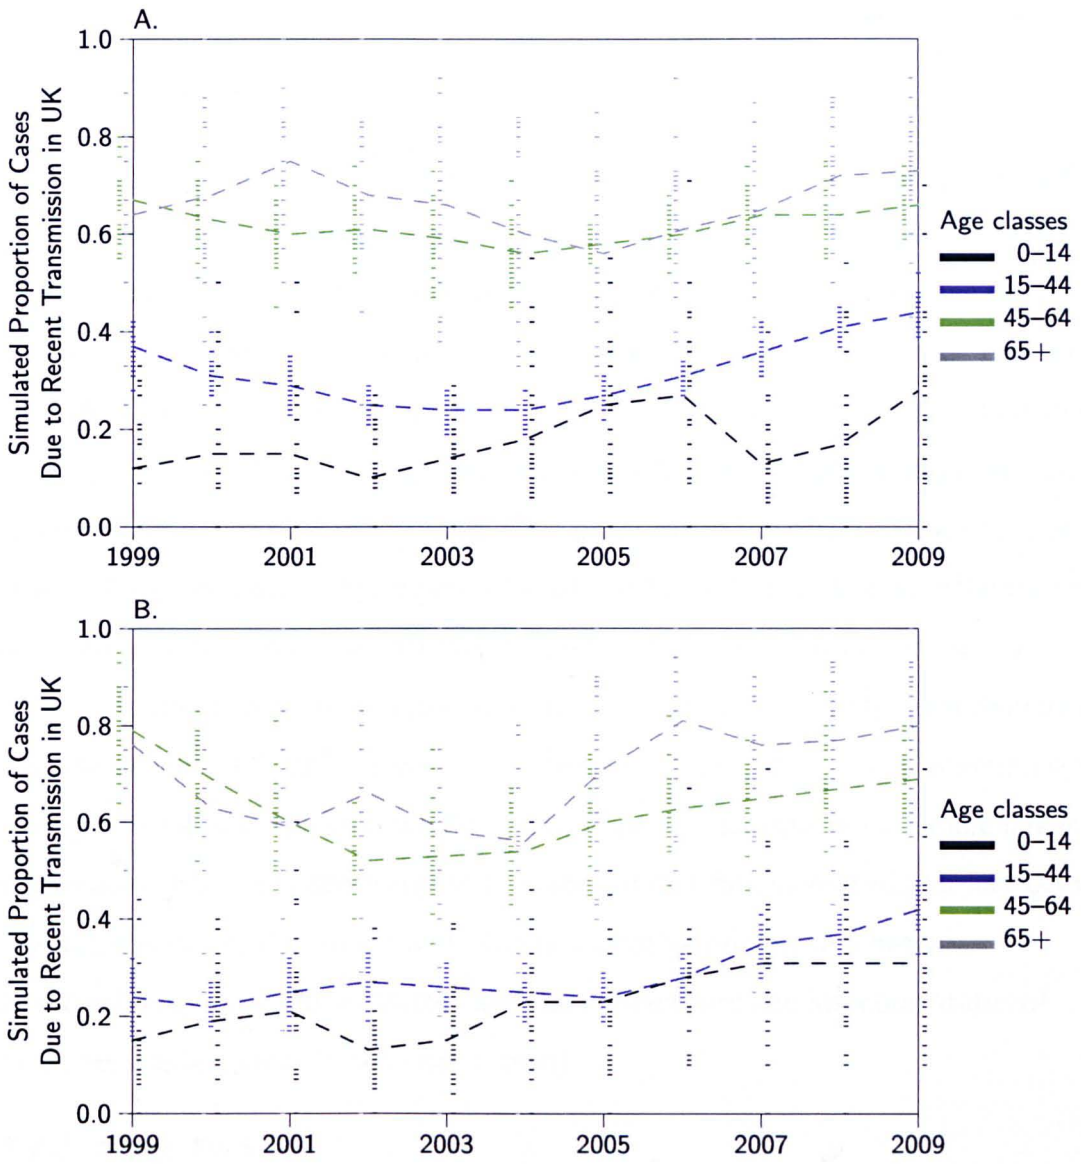 A.
Simulated Proportion of Cases
Due to Recent Transmission in UK
1.0
0.8
0.6
0.4
0.2
0.0
1999 2001 2003 2005 2007 2009
Age classes
0–14
15–44
45–64
65+
B.
Simulated Proportion of Cases
Due to Recent Transmission in UK
1.0
0.8
0.6
0.4
0.2
0.0
1999 2001 2003 2005 2007 2009
Age classes
0–14
15–44
45–64
65+